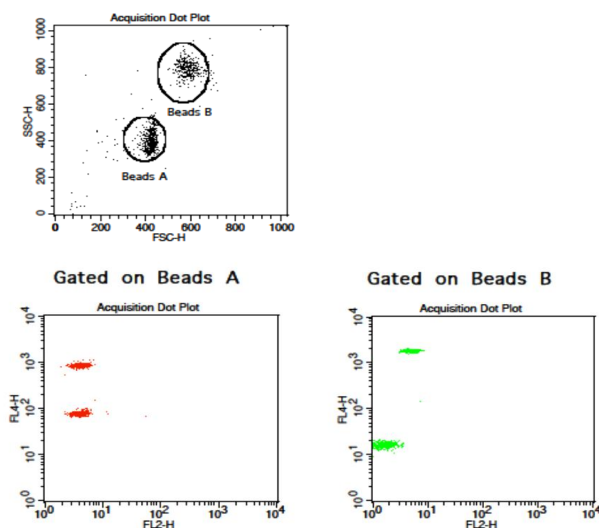 Acquisition Dot Plot
1000
800
600
400
200
0
SSC-H
Beads B
Beads A
0 200 400 600 800 1000
FSC-H
Gated on Beads A
Acquisition Dot Plot
10^4
10^3
10^2
10^1
10^0
FL4-H
10^0 10^1 10^2 10^3 10^4
FL2-H
Gated on Beads B
Acquisition Dot Plot
10^4
10^3
10^2
10^1
10^0
FL4-H
10^0 10^1 10^2 10^3 10^4
FL2-H